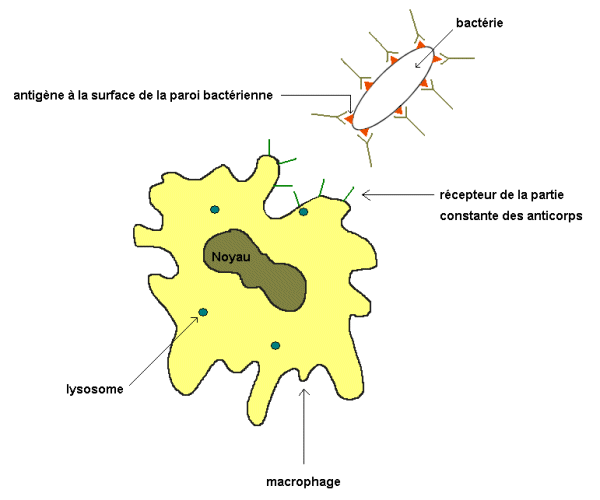 bactérie
antigène à la surface de la paroi bactérienne
récepteur de la partie
constante des anticorps
Noyau
lysosome
macrophage